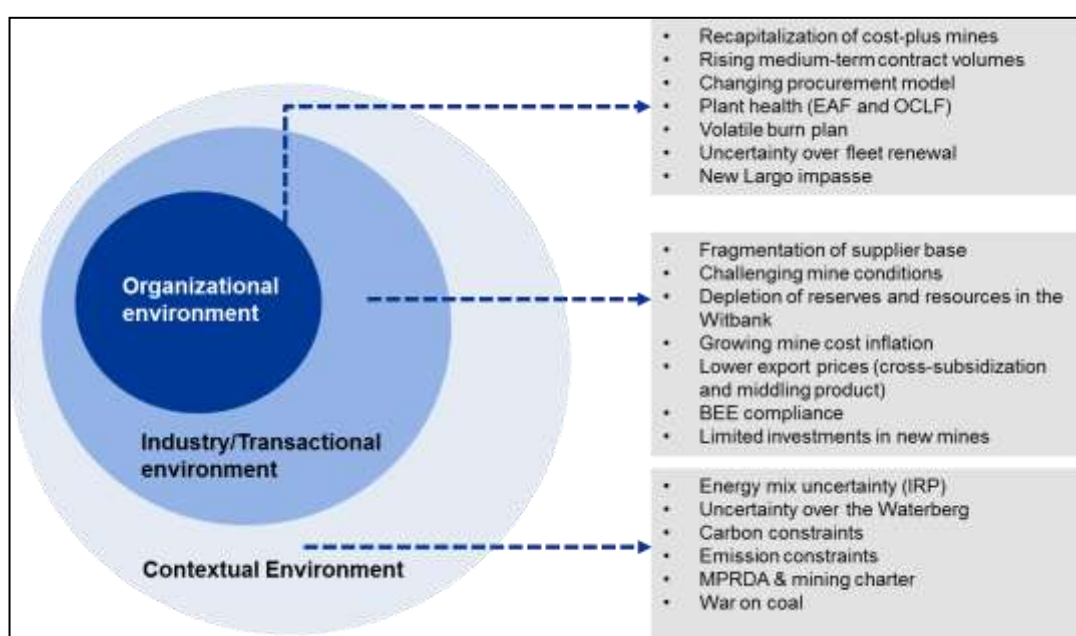 Organizational
environment
Industry/Transactional
environment
Contextual Environment
• Recapitalization of cost-plus mines
• Rising medium-term contract volumes
• Changing procurement model
• Plant health (EAF and OCLF)
• Volatile burn plan
• Uncertainty over fleet renewal
• New Largo impasse
• Fragmentation of supplier base
• Challenging mine conditions
• Depletion of reserves and resources in the
Witbank
• Growing mine cost inflation
• Lower export prices (cross-subsidization
and middling product)
• BEE compliance
• Limited investments in new mines
• Energy mix uncertainty (IRP)
• Uncertainty over the Waterberg
• Carbon constraints
• Emission constraints
• MPRDA & mining charter
• War on coal